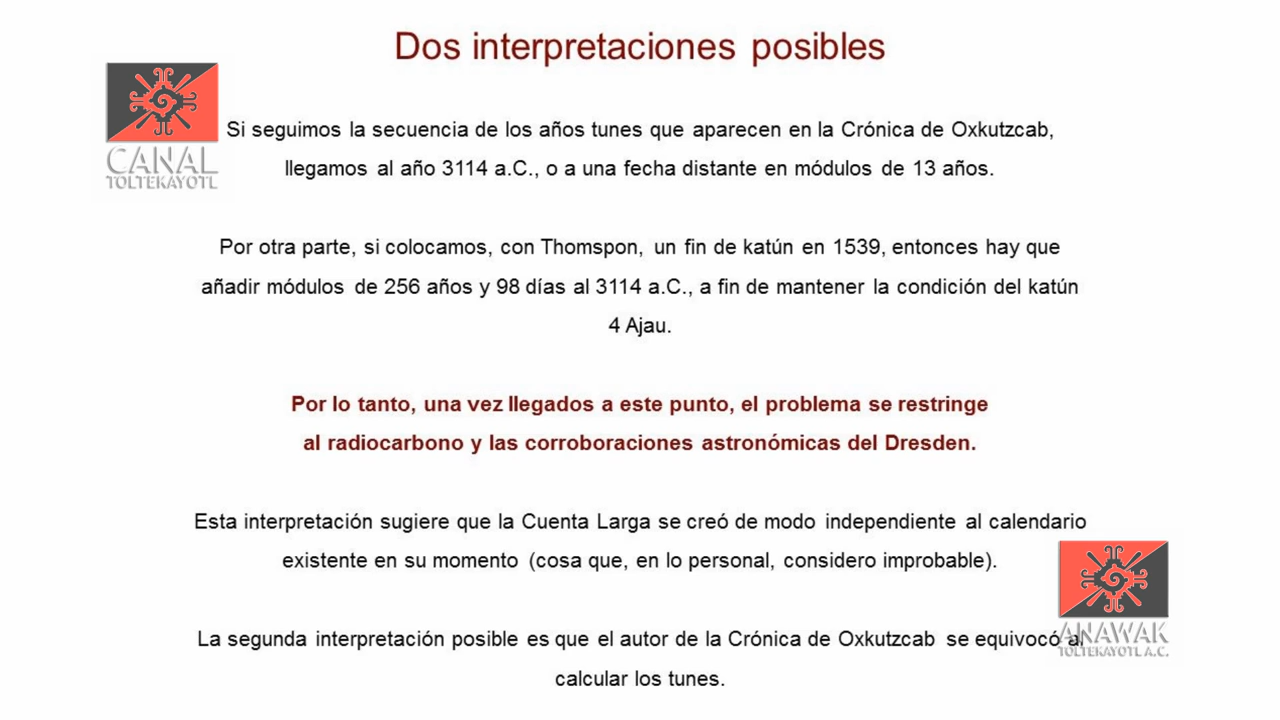 Dos interpretaciones posibles
CANAL
TOLTEKAYOTL
Si seguimos la secuencia de los años tunes que aparecen en la Crónica de Oxkutzcab,
llegamos al año 3114 a.C., o a una fecha distante en módulos de 13 años.
Por otra parte, si colocamos, con Thomspon, un fin de katún en 1539, entonces hay que
añadir módulos de 256 años y 98 días al 3114 a.C., a fin de mantener la condición del katún
4 Ajau.
Por lo tanto, una vez llegados a este punto, el problema se restringe
al radiocarbono y las corroboraciones astronómicas del Dresden.
Esta interpretación sugiere que la Cuenta Larga se creó de modo independiente al calendario
existente en su momento (cosa que, en lo personal, considero improbable).
La segunda interpretación posible es que el autor de la Crónica de Oxkutzcab se equivocó al
calcular los tunes.
ANAWAK
TOLTEKAYOTL A.C.